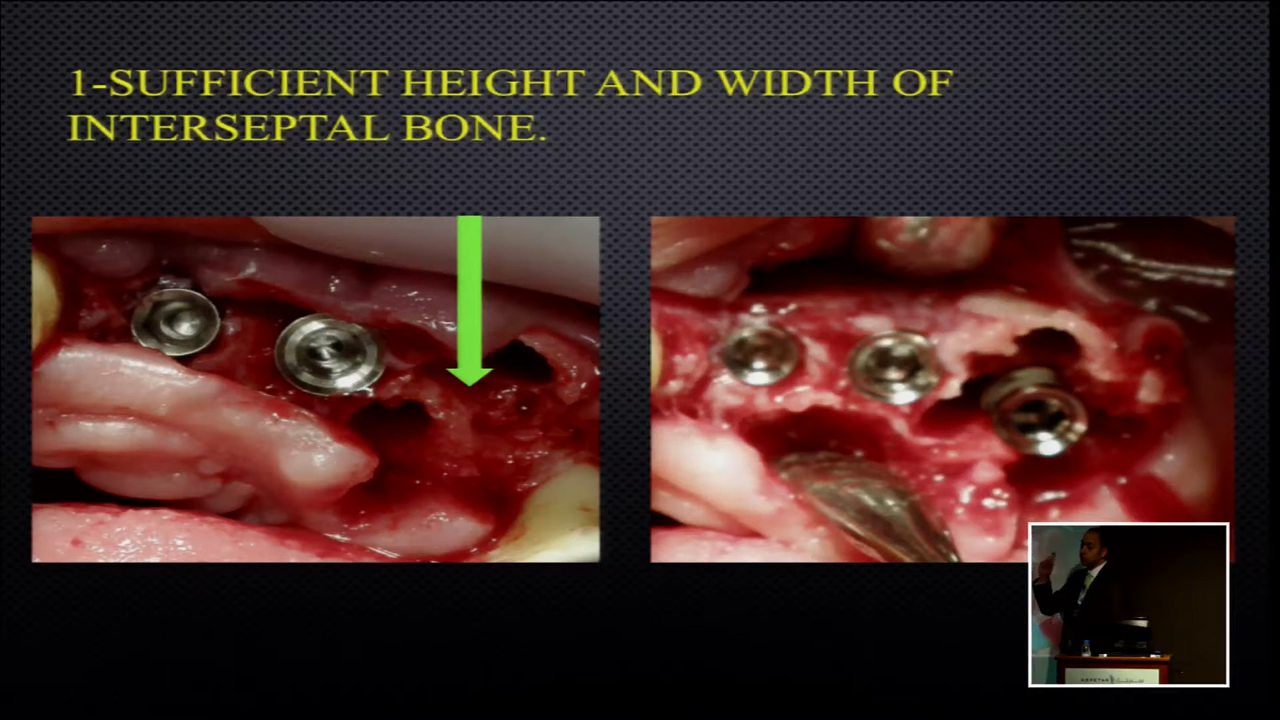 1-SUFFICIENT HEIGHT AND WIDTH OF
INTERSEPTAL BONE.